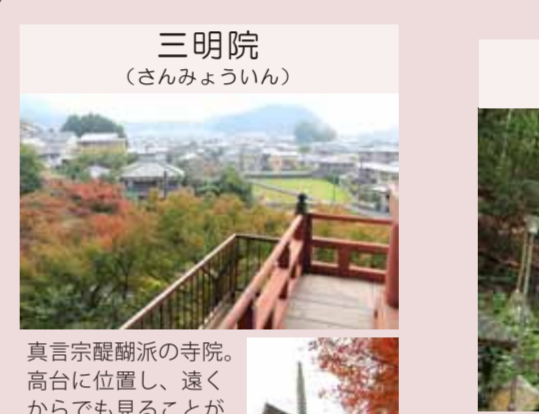 三明院
（さんみょういん）
真言宗醍醐派の寺院。
高台に位置し、遠く
からでも見ることが